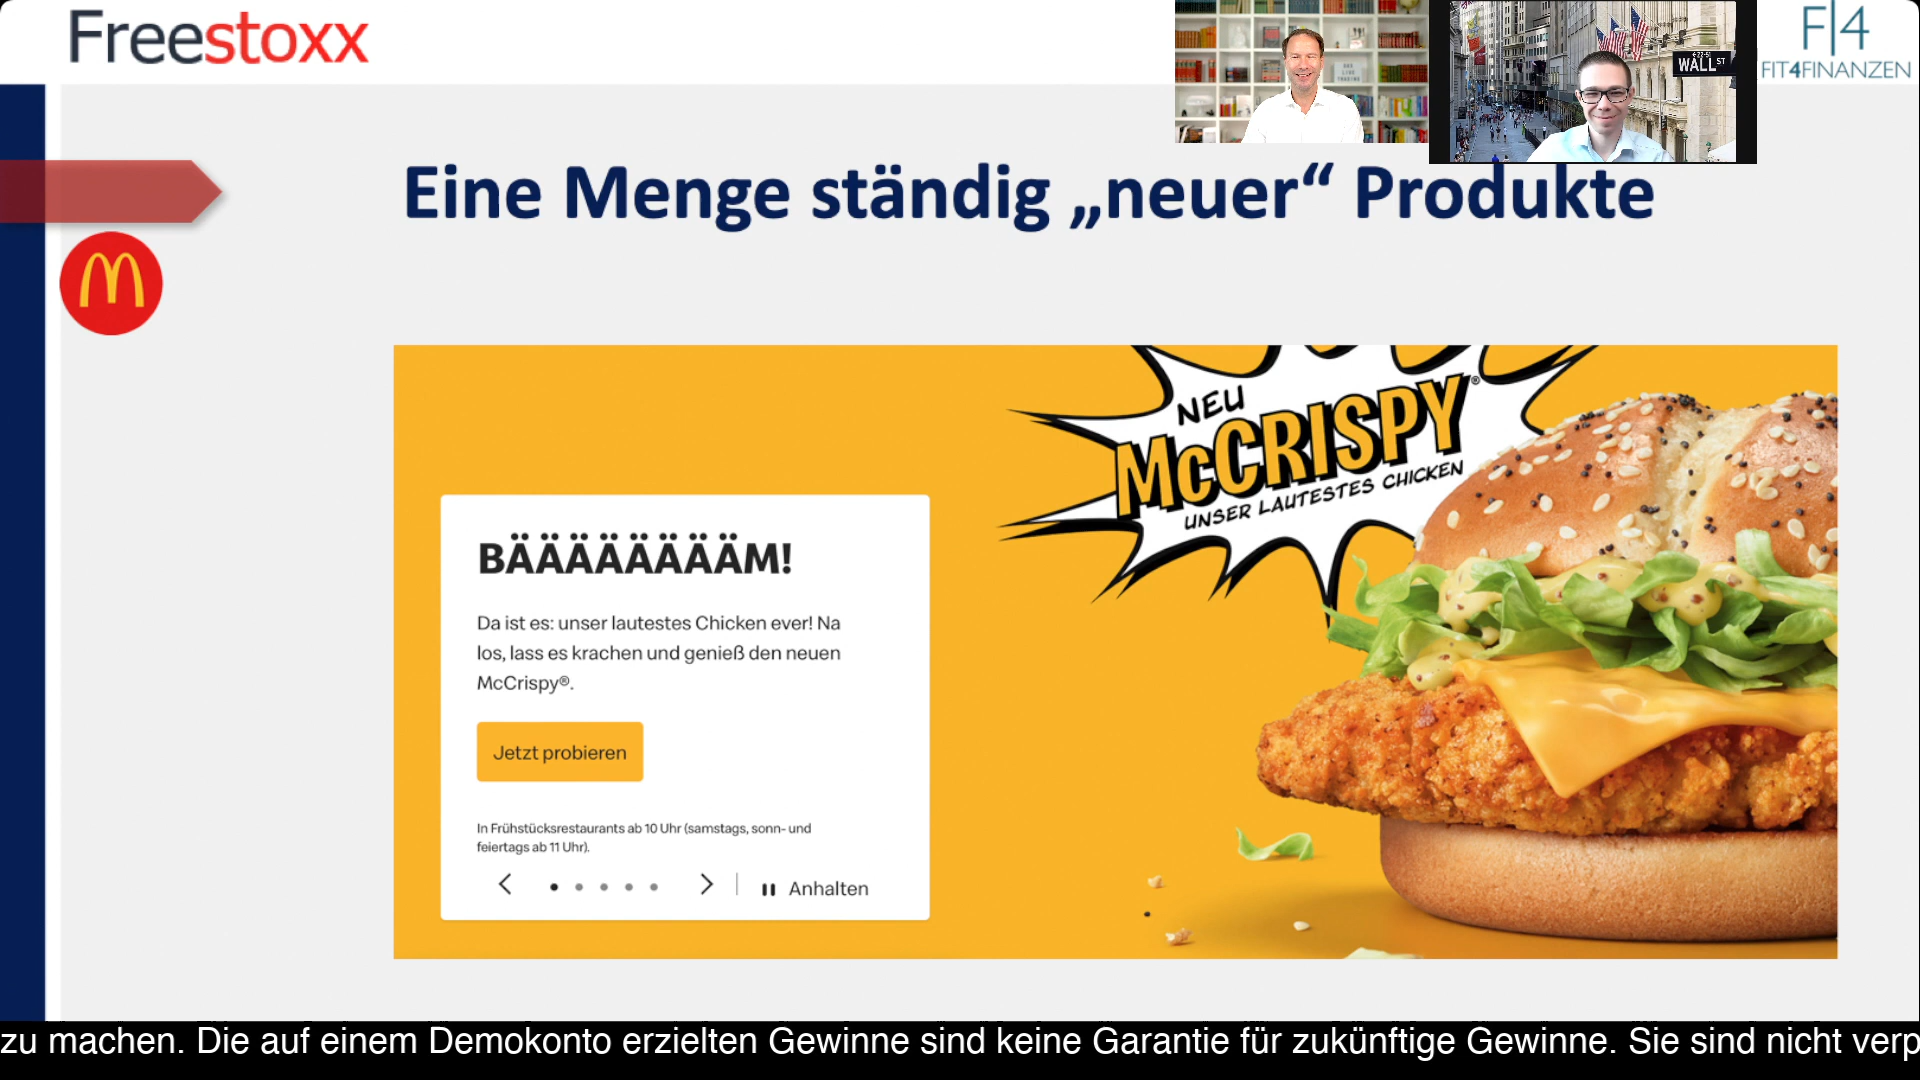 Freestoxx
F|4
FIT4FINANZEN
WALL ST
Eine Menge ständig „neuer“ Produkte
NEU
McCRISPY®
UNSER LAUTESTES CHICKEN
BÄÄÄÄÄÄÄÄM!
Da ist es: unser lautestes Chicken ever! Na
los, lass es krachen und genieß den neuen
McCrispy®.
Jetzt probieren
In Frühstücksrestaurants ab 10 Uhr (samstags, sonn- und
feiertags ab 11 Uhr).
Anhalten
zu machen. Die auf einem Demokonto erzielten Gewinne sind keine Garantie für zukünftige Gewinne. Sie sind nicht verp